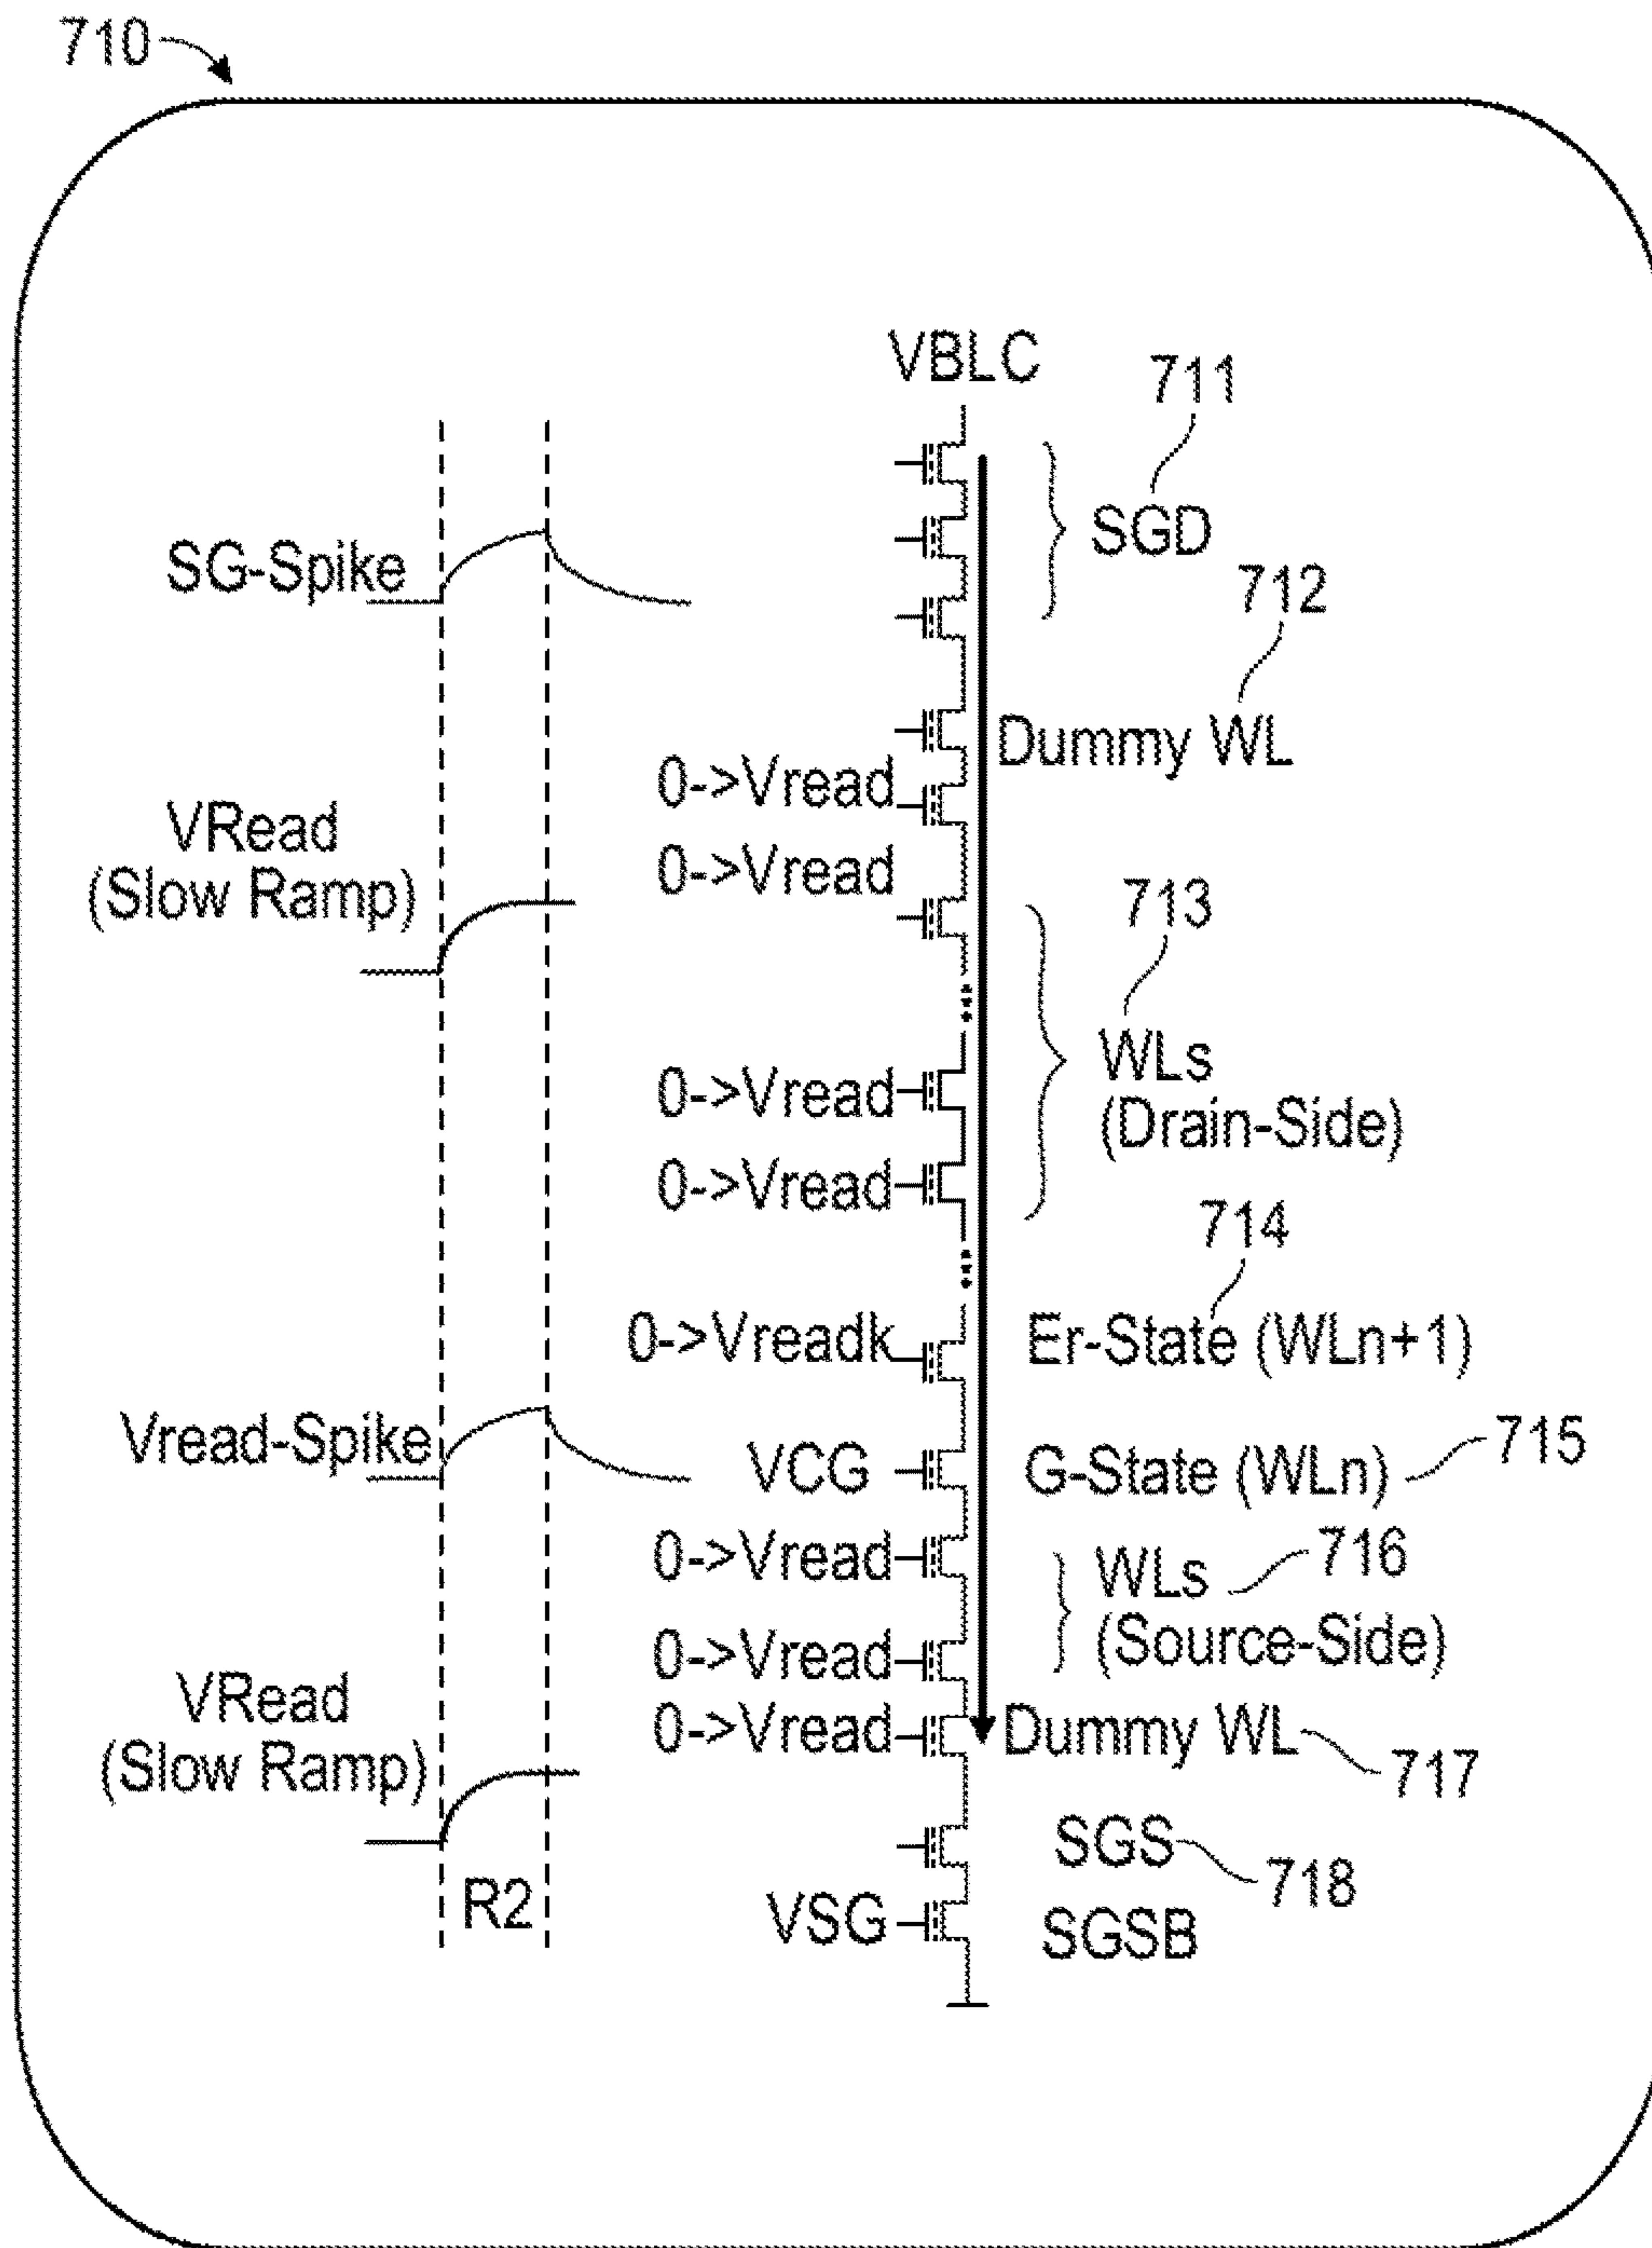 710
VBLC
711
SGD
SG-Spike
712
Dummy WL
0->Vread
VRead
(Slow Ramp)
0->Vread
713
WLs
(Drain-Side)
0->Vread
0->Vread
714
0->Vreadk
Er-State (WLn+1)
Vread-Spike
VCG
G-State (WLn)
715
0->Vread
WLs
(Source-Side)
716
0->Vread
VRead
(Slow Ramp)
0->Vread
Dummy WL
717
SGS
718
R2
VSG
SGSB